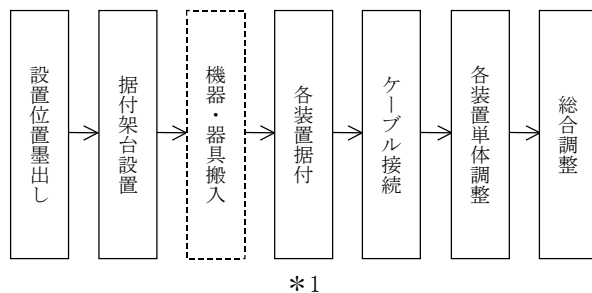 設置位置墨出し
据付架台設置
機器・器具搬入
各装置据付
ケーブル接続
各装置単体調整
総合調整
＊1